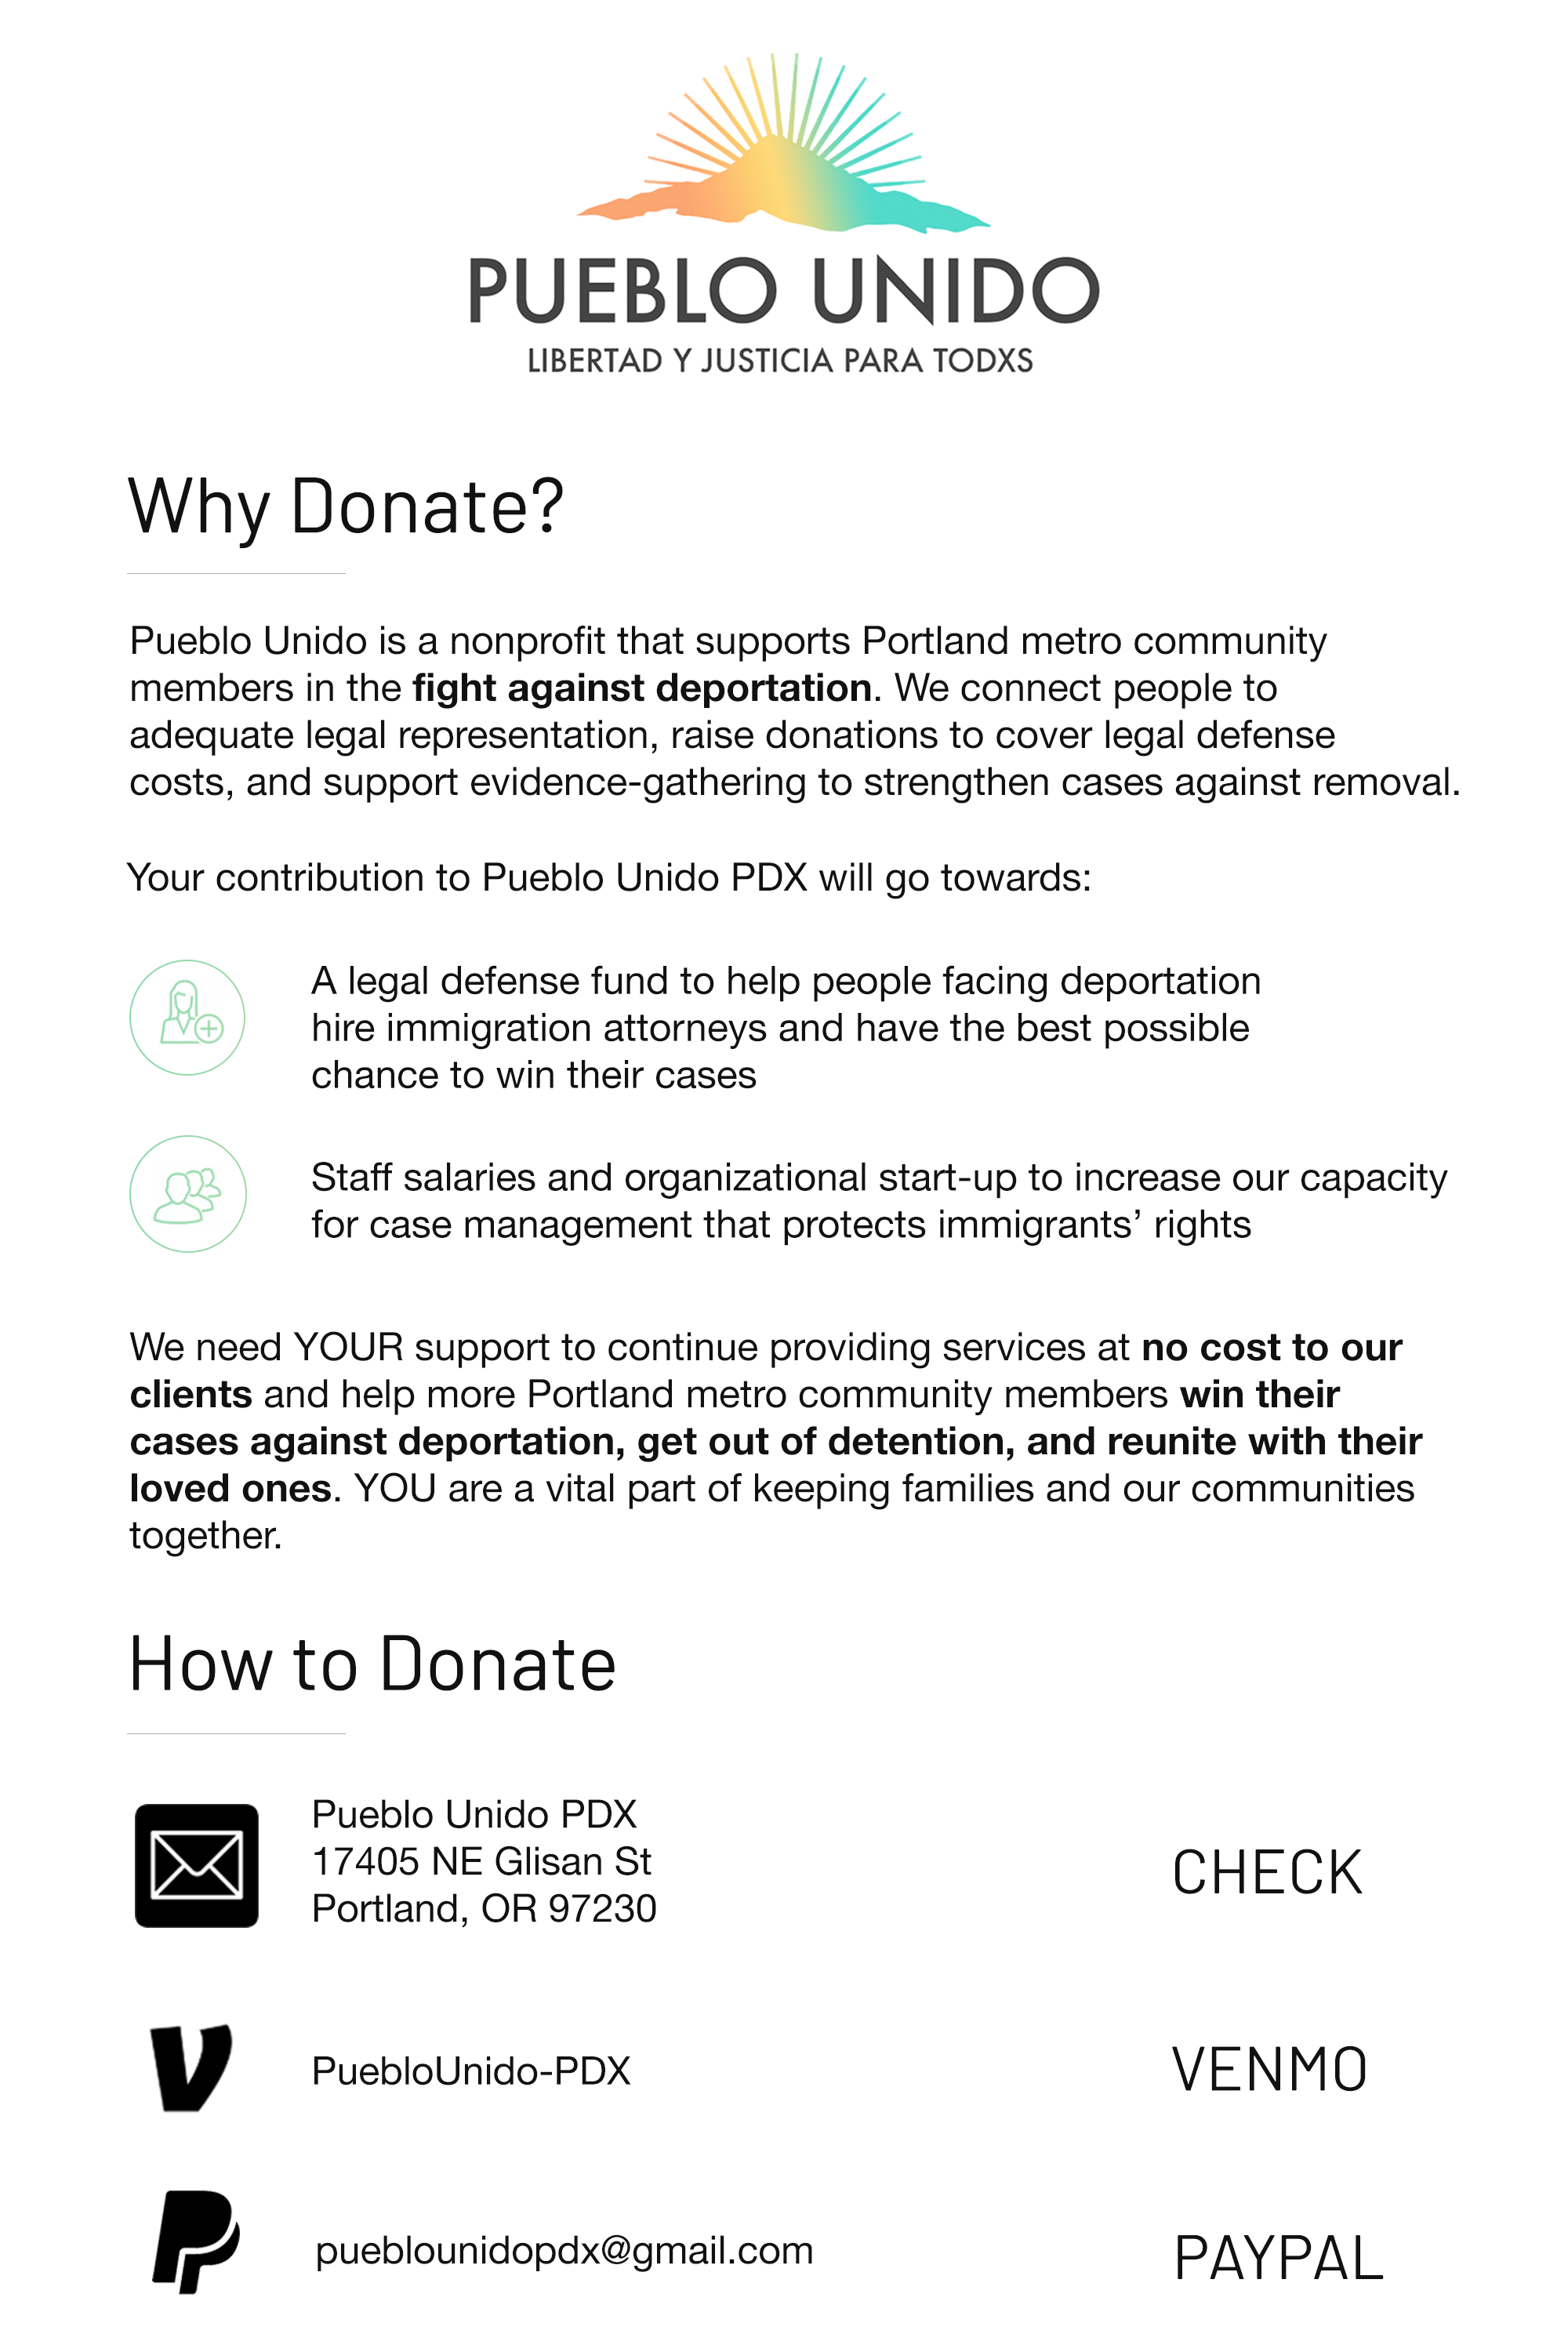 PUEBLO UNIDO
LIBERTAD Y JUSTICIA PARA TODXS
Why Donate?
Pueblo Unido is a nonprofit that supports Portland metro community
members in the fight against deportation. We connect people to
adequate legal representation, raise donations to cover legal defense
costs, and support evidence-gathering to strengthen cases against removal.
Your contribution to Pueblo Unido PDX will go towards:
A legal defense fund to help people facing deportation
hire immigration attorneys and have the best possible
chance to win their cases
Staff salaries and organizational start-up to increase our capacity
for case management that protects immigrants’ rights
We need YOUR support to continue providing services at no cost to our
clients and help more Portland metro community members win their
cases against deportation, get out of detention, and reunite with their
loved ones. YOU are a vital part of keeping families and our communities
together.
How to Donate
Pueblo Unido PDX
17405 NE Glisan St
Portland, OR 97230
CHECK
PuebloUnido-PDX
VENMO
pueblounidopdx@gmail.com
PAYPAL